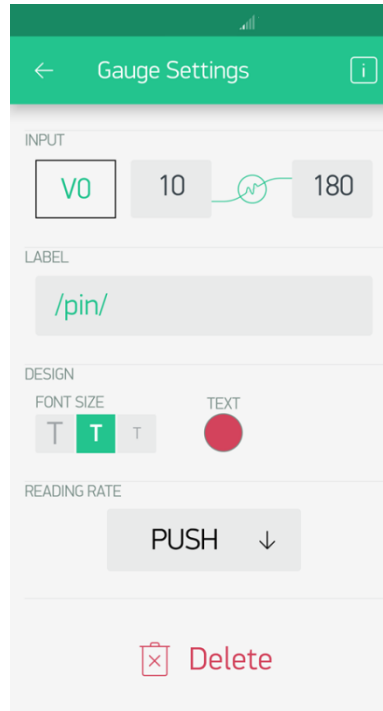 Gauge Settings
i
INPUT
V0 10 180
LABEL
/pin/
DESIGN
FONT SIZE TEXT
T T T
READING RATE
PUSH
Delete